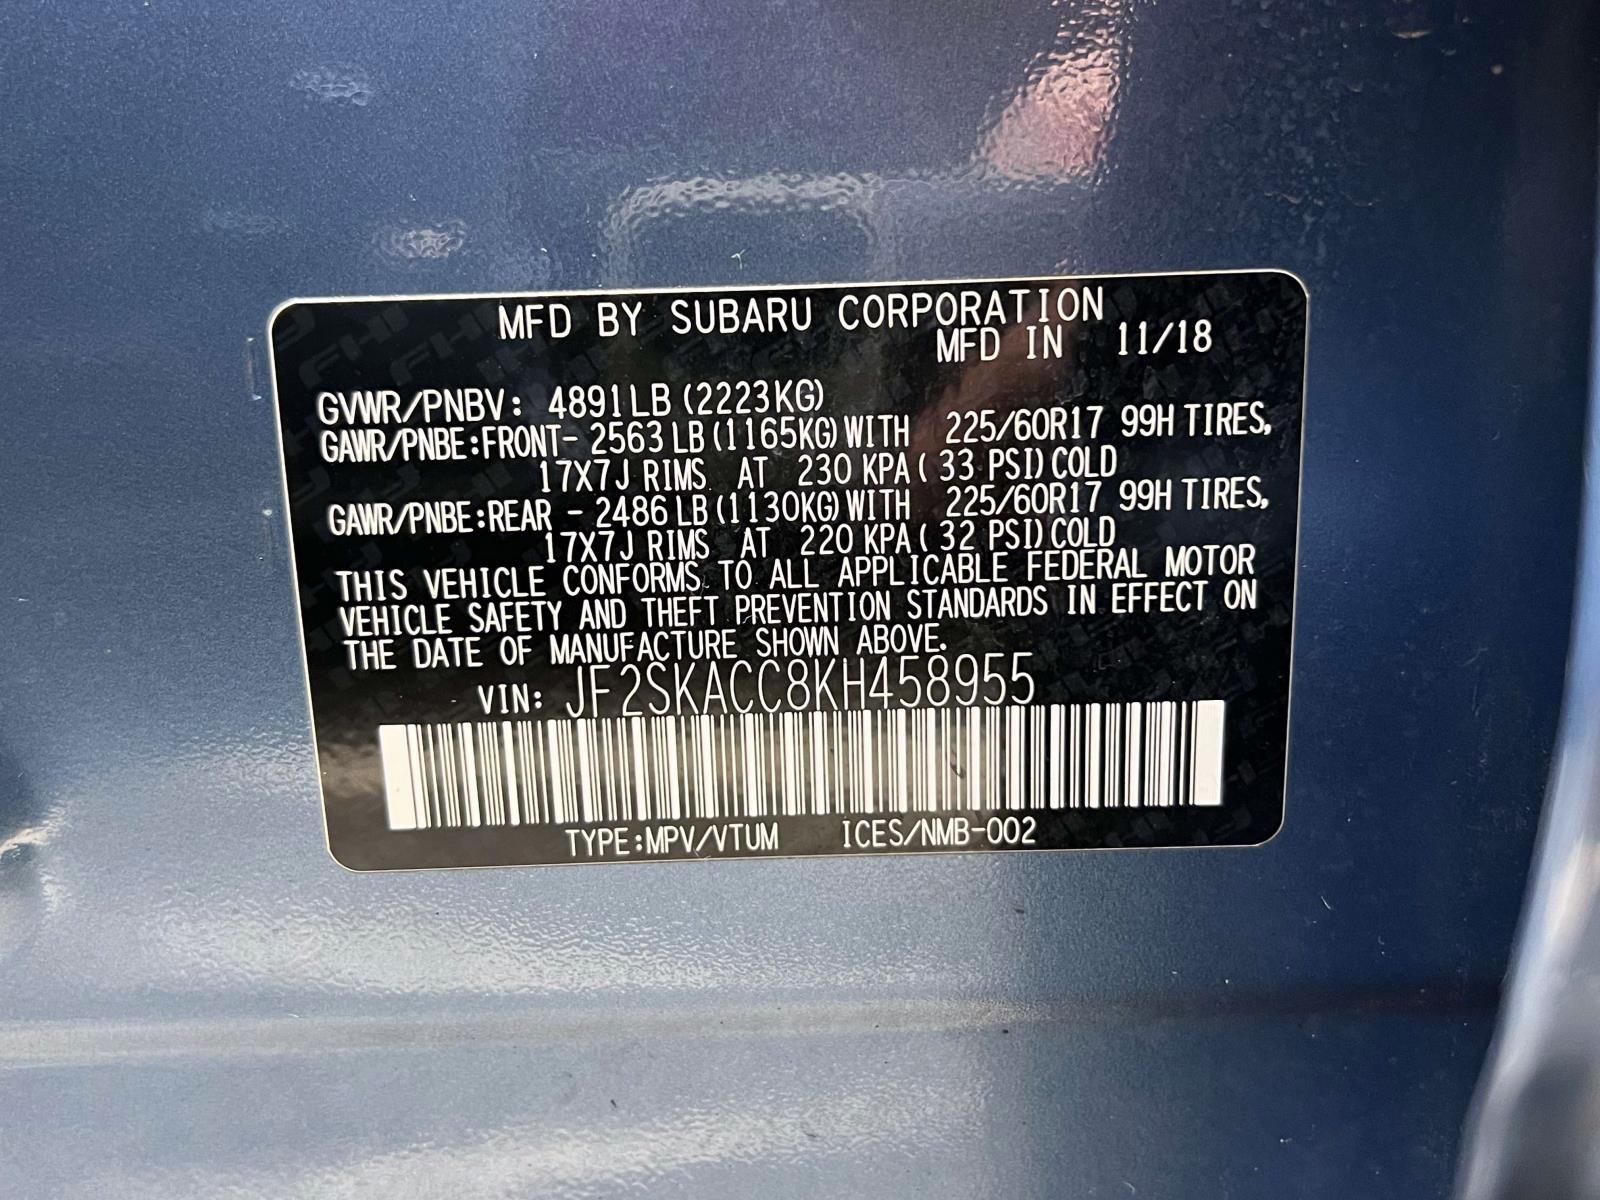 MFD BY SUBARU CORPORATION
MFD IN 11/18
GVWR/PNBV: 4891LB (2223KG)
GAWR/PNBE:FRONT- 2563 LB (1165KG) WITH 225/60R17 99H TIRES,
17X7J RIMS AT 230 KPA ( 33 PSI) COLD
GAWR/PNBE:REAR - 2486 LB (1130KG) WITH 225/60R17 99H TIRES,
17X7J RIMS AT 220 KPA ( 32 PSI) COLD
THIS VEHICLE CONFORMS TO ALL APPLICABLE FEDERAL MOTOR
VEHICLE SAFETY AND THEFT PREVENTION STANDARDS IN EFFECT ON
THE DATE OF MANUFACTURE SHOWN ABOVE.
VIN: JF2SKACC8KH458955
TYPE:MPV/VTUM ICES/NMB-002